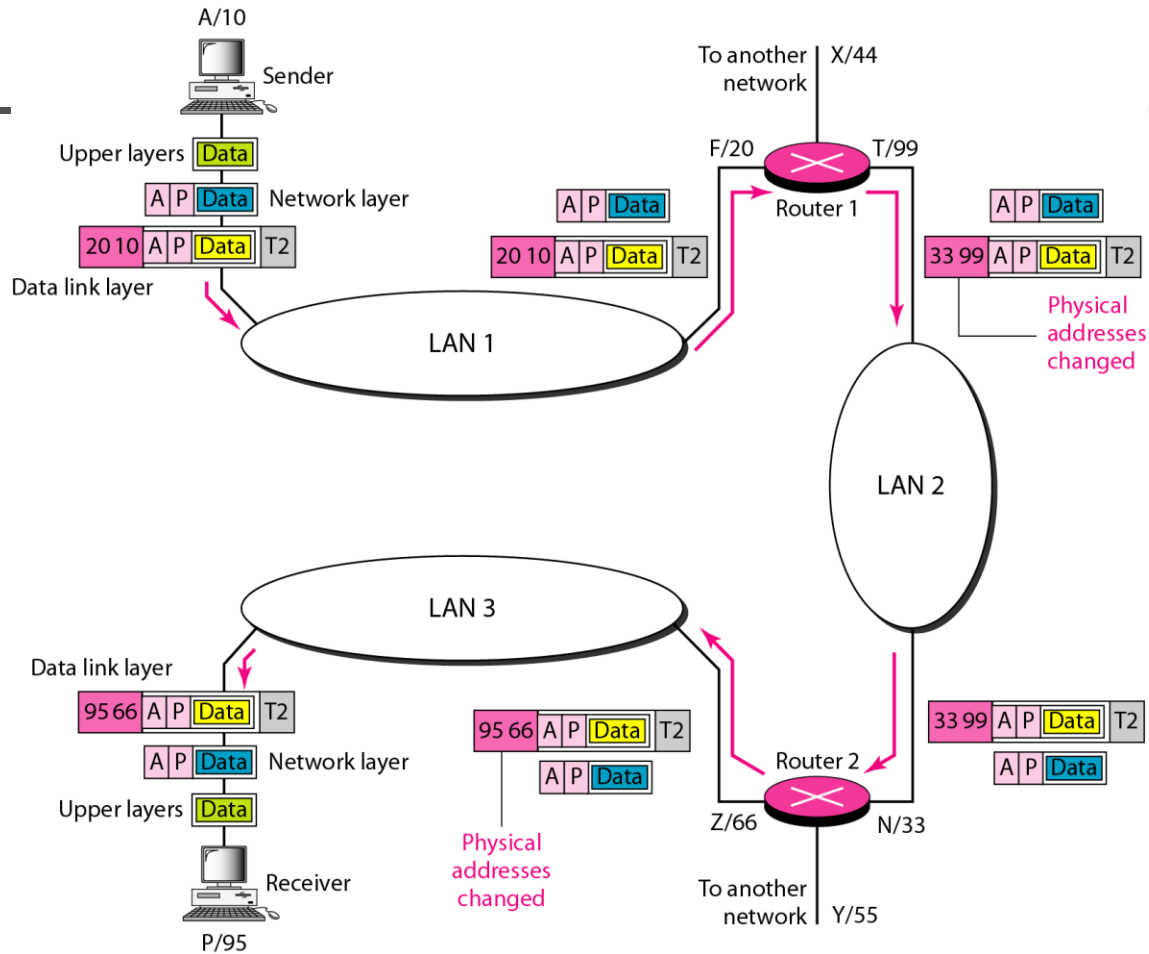 A/10
Sender
Upper layers Data
A P Data Network layer
20 10 A P Data T2
Data link layer
LAN 1
A P Data
20 10 A P Data T2
To another
network
X/44
F/20
T/99
Router 1
A P Data
33 99 A P Data T2
Physical
addresses
changed
LAN 2
33 99 A P Data T2
A P Data
Router 2
Z/66
N/33
To another
network
Y/55
95 66 A P Data T2
A P Data
Physical
addresses
changed
LAN 3
Data link layer
95 66 A P Data T2
A P Data Network layer
Upper layers Data
Receiver
P/95